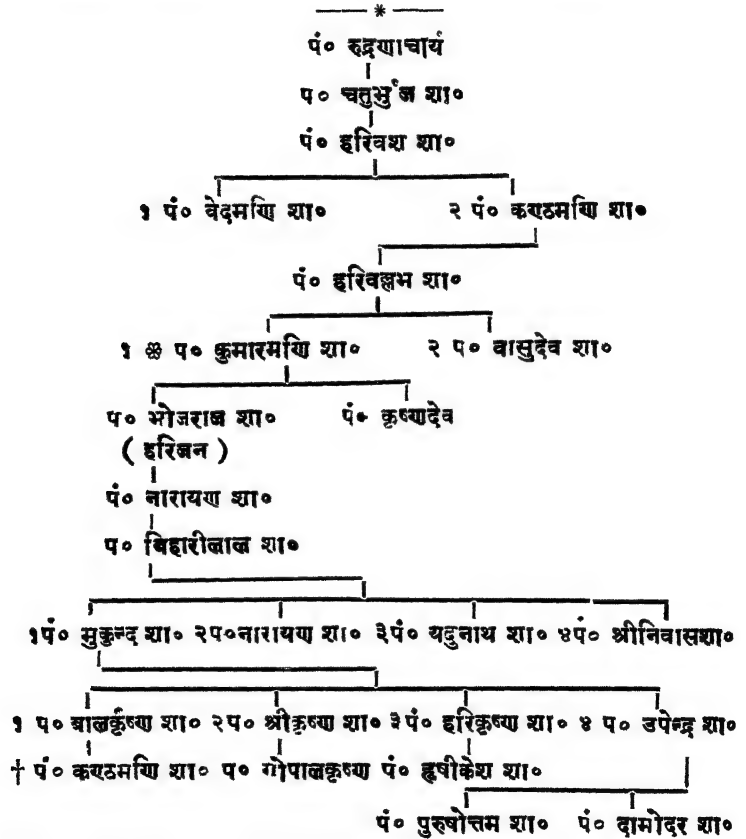 *
पं० रुद्रणाचार्य
प० चतुर्भुज शा०
पं० हरिवश शा०
१ पं० वेदमणि शा० २ पं० कण्ठमणि शा०
पं० हरिवल्लभ शा०
१ ❀ प० कुमारमणि शा० २ प० वासुदेव शा०
प० भोजराज शा० पं० कृष्णदेव
( हरिजन )
पं० नारायण शा०
प० बिहारीलाल शा०
१पं० मुकुन्द शा० २प०नारायण शा० ३पं० यदुनाथ शा० ४पं० श्रीनिवासशा०
१ प० बालकृष्ण शा० २प० श्रीकृष्ण शा० ३पं० हरिकृष्ण शा० ४ प० उपेन्द्र शा०
† पं० कण्ठमणि शा० प० गोपालकृष्ण पं० हृषीकेश शा०
पं० पुरुषोत्तम शा० पं० दामोदर शा०